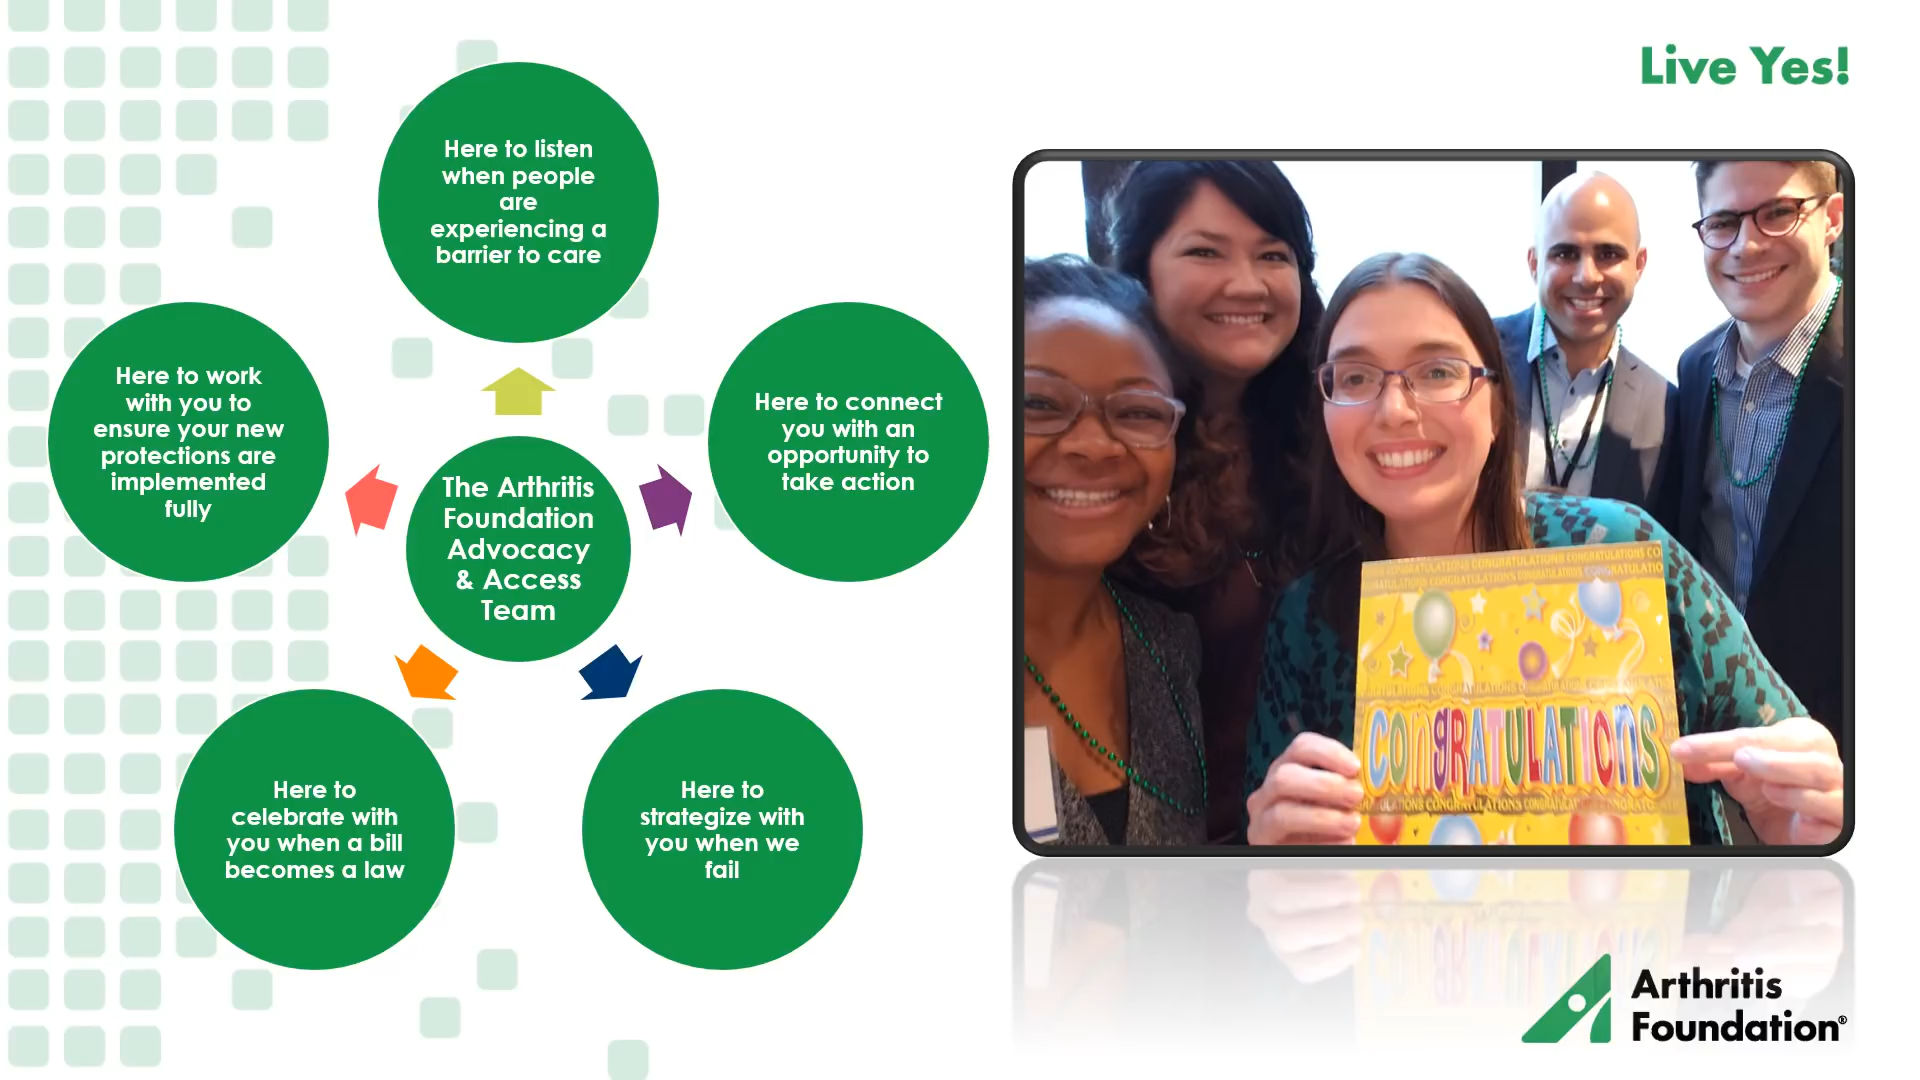 Live Yes!
Here to listen
when people
are
experiencing a
barrier to care
Here to work
with you to
ensure your new
protections are
implemented
fully
Here to connect
you with an
opportunity to
take action
The Arthritis
Foundation
Advocacy
& Access
Team
Here to
celebrate with
you when a bill
becomes a law
Here to
strategize with
you when we
fail
CONGRATULATIONS
Arthritis
Foundation®